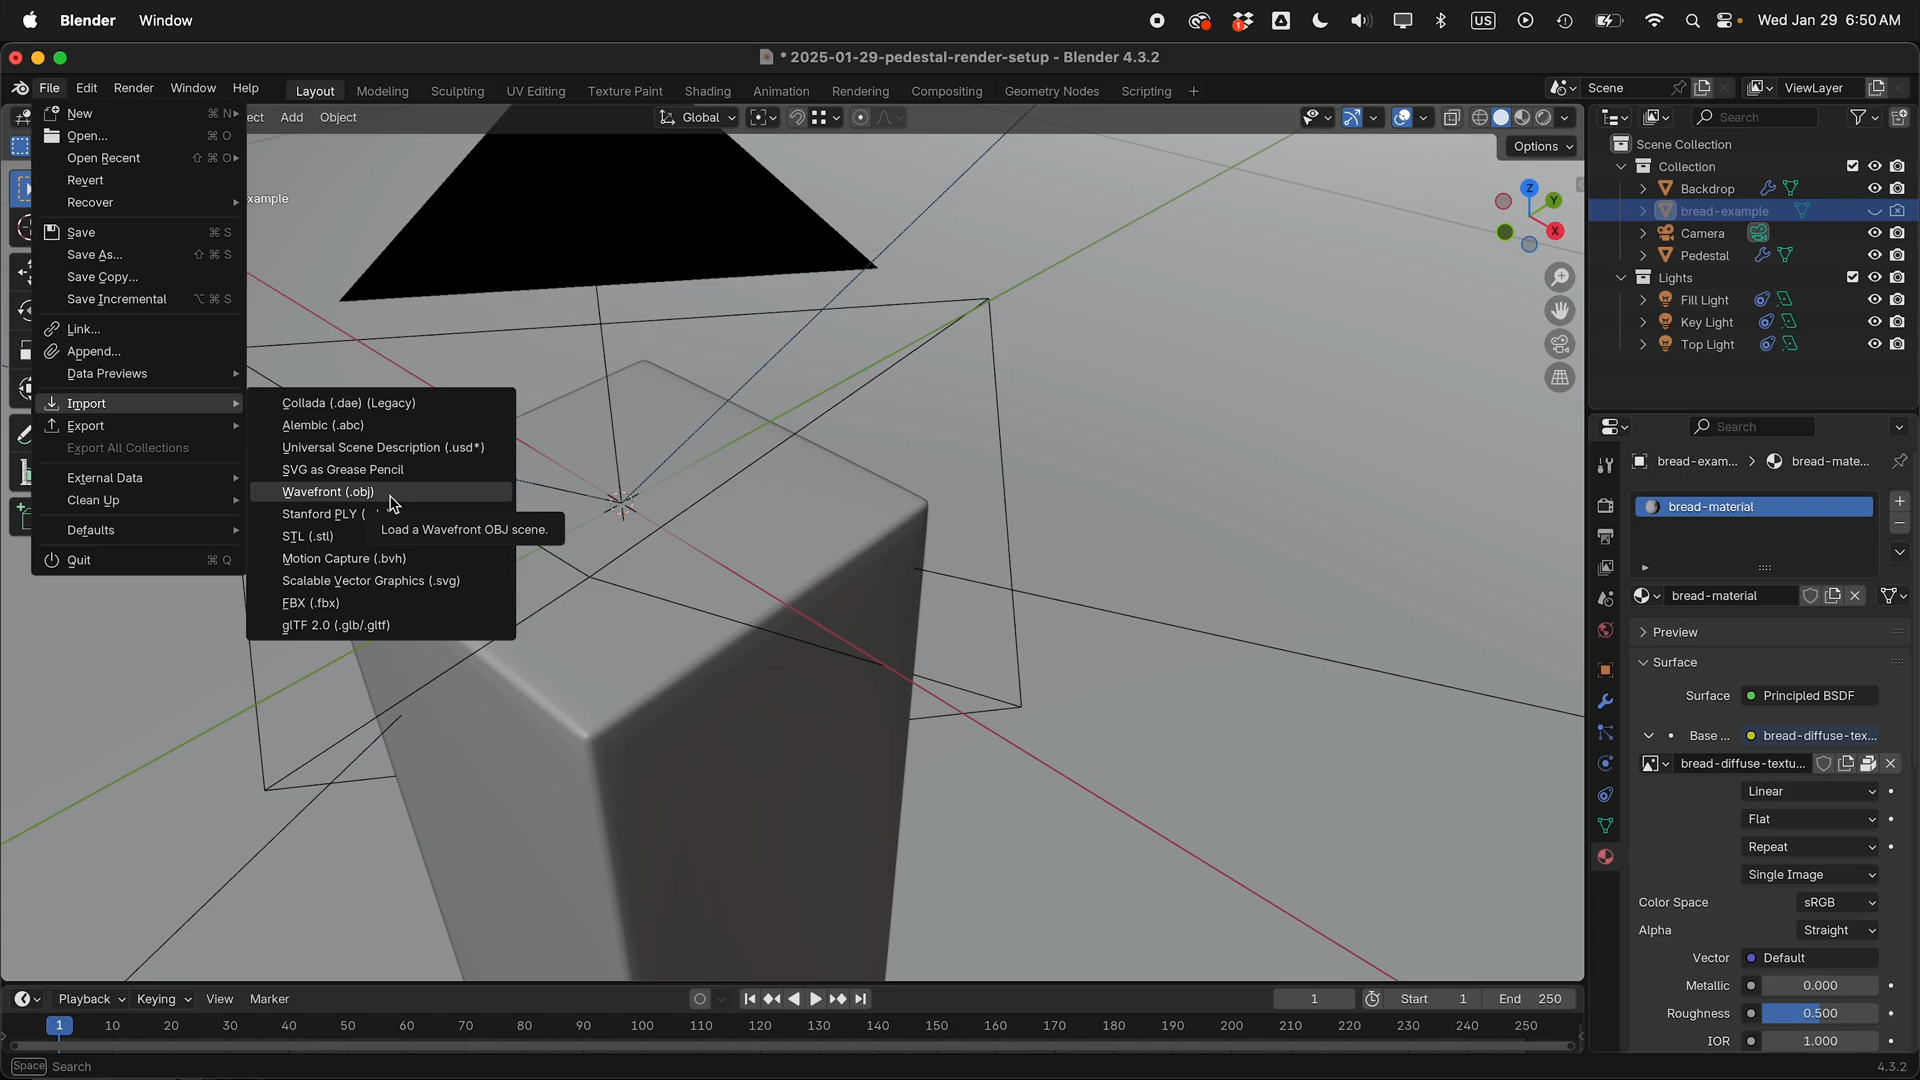 Blender Window US Wed Jan 29 6:50 AM
* 2025-01-29-pedestal-render-setup - Blender 4.3.2
File Edit Render Window Help Layout Modeling Sculpting UV Editing Texture Paint Shading Animation Rendering Compositing Geometry Nodes Scripting + Scene ViewLayer
New ⌘ N
Open... ⌘ O
Open Recent ⇧ ⌘ O
Revert
Recover
Save ⌘ S
Save As... ⇧ ⌘ S
Save Copy...
Save Incremental ⌥ ⌘ S
Link...
Append...
Data Previews
Import
Export
Export All Collections
External Data
Clean Up
Defaults
Quit ⌘ Q
Collada (.dae) (Legacy)
Alembic (.abc)
Universal Scene Description (.usd*)
SVG as Grease Pencil
Wavefront (.obj)
Stanford PLY (
STL (.stl)
Motion Capture (.bvh)
Scalable Vector Graphics (.svg)
FBX (.fbx)
glTF 2.0 (.glb/.gltf)
Load a Wavefront OBJ scene.
ect Add Object Global
Options
xample
Z
Y
X
Search
Scene Collection
Collection
Backdrop
bread-example
Camera
Pedestal
Lights
Fill Light
Key Light
Top Light
Search
bread-exam... > bread-mate...
bread-material
bread-material
Preview
Surface
Surface Principled BSDF
Base ... bread-diffuse-tex...
bread-diffuse-textu...
Linear
Flat
Repeat
Single Image
Color Space sRGB
Alpha Straight
Vector Default
Metallic 0.000
Roughness 0.500
IOR 1.000
Playback Keying View Marker 1 Start 1 End 250
1 10 20 30 40 50 60 70 80 90 100 110 120 130 140 150 160 170 180 190 200 210 220 230 240 250
Space Search 4.3.2